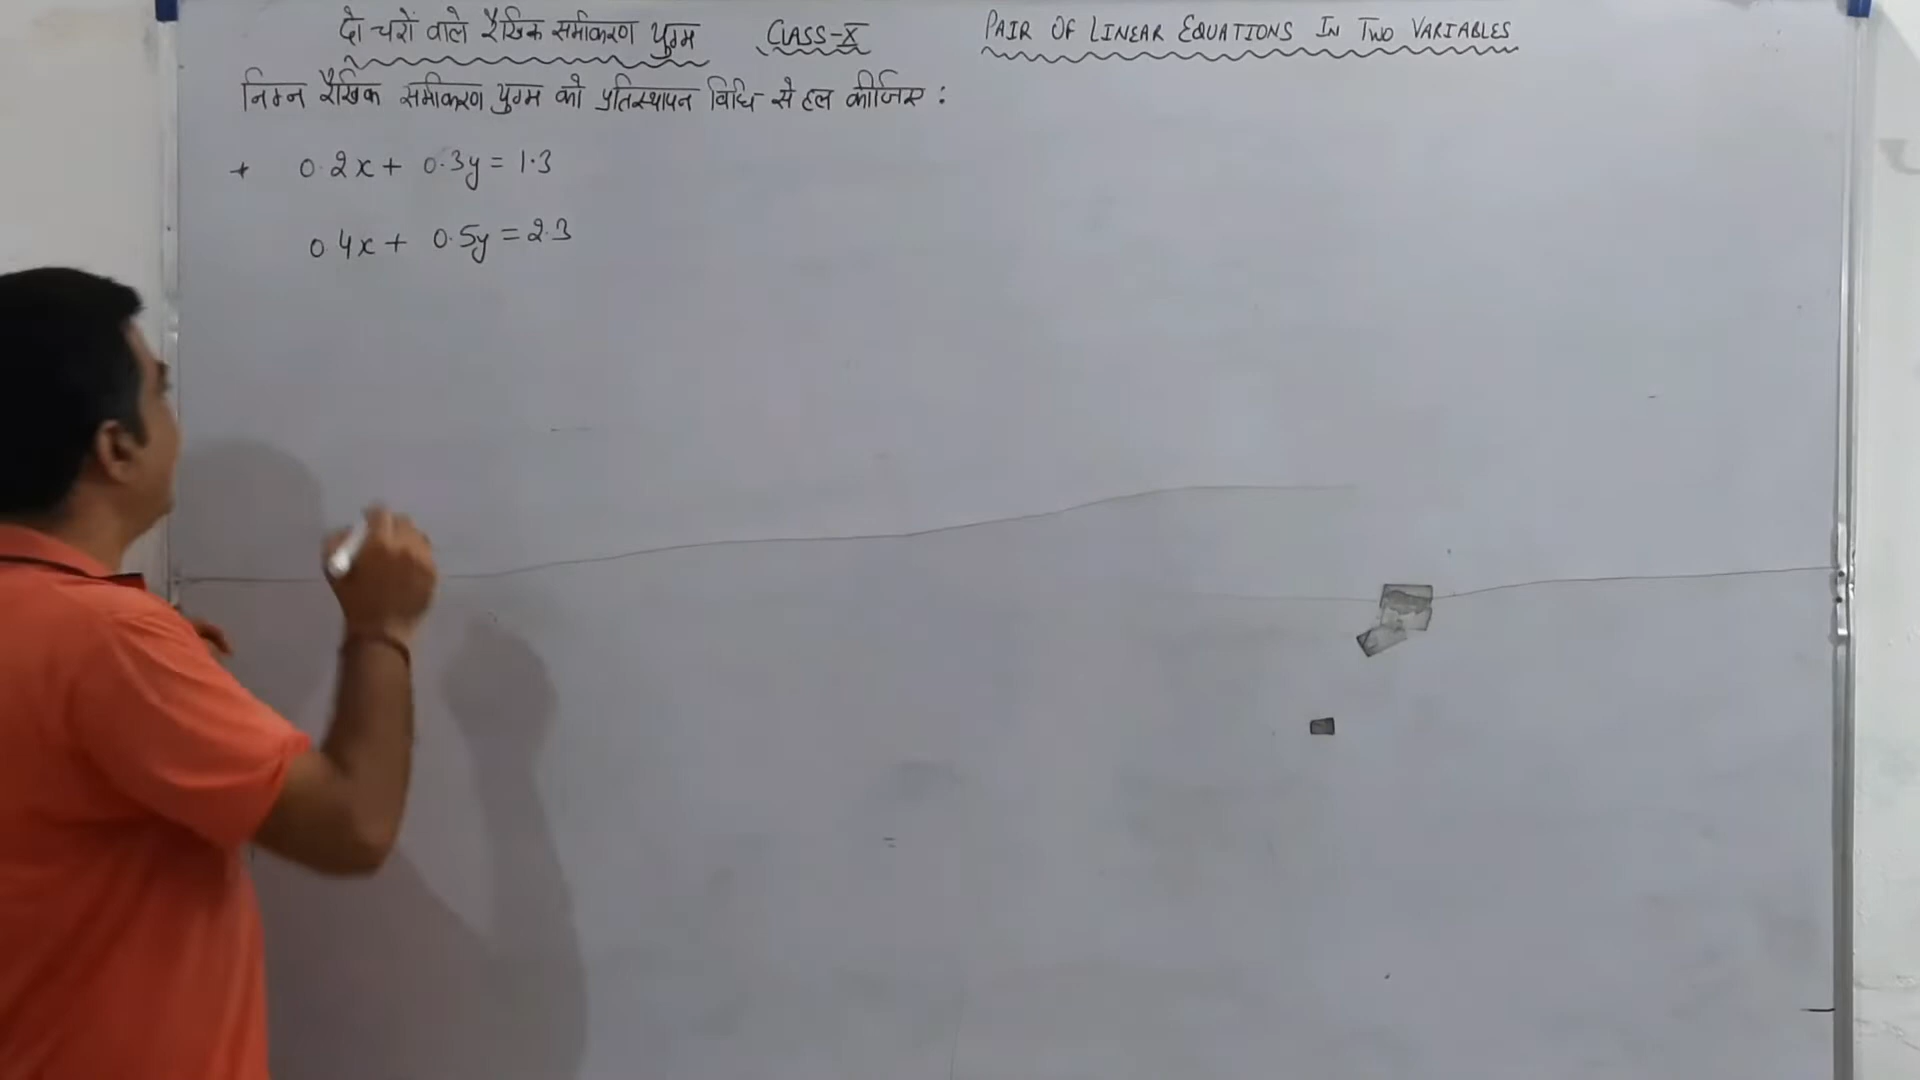 दो चरों वाले रैखिक समीकरण युग्म CLASS-X PAIR OF LINEAR EQUATIONS IN TWO VARIABLES
निम्न रैखिक समीकरण युग्म को प्रतिस्थापन विधि से हल कीजिए :
0.2x + 0.3y = 1.3
0.4x + 0.5y = 2.3